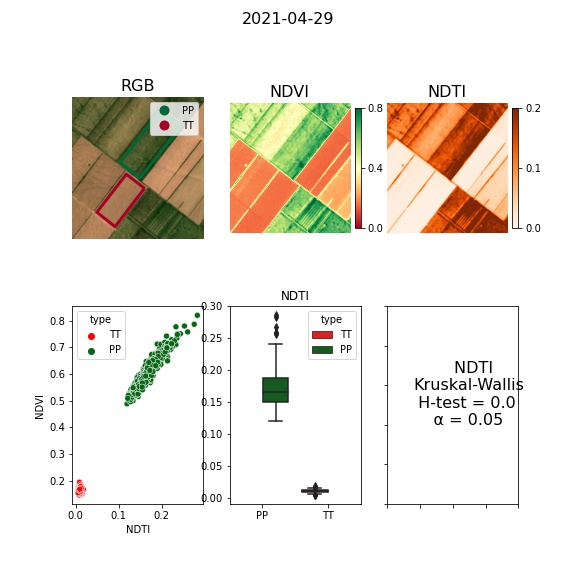 2021-04-29
RGB
PP
TT
NDVI
0.8
0.4
0.0
NDTI
0.2
0.1
0.0
type
TT
PP
0.8
0.7
0.6
0.5
0.4
0.3
0.2
NDVI
0.0
0.1
0.2
NDTI
NDTI
type
TT
PP
0.30
0.25
0.20
0.15
0.10
0.05
0.00
PP
TT
NDTI
Kruskal-Wallis
H-test = 0.0
α = 0.05